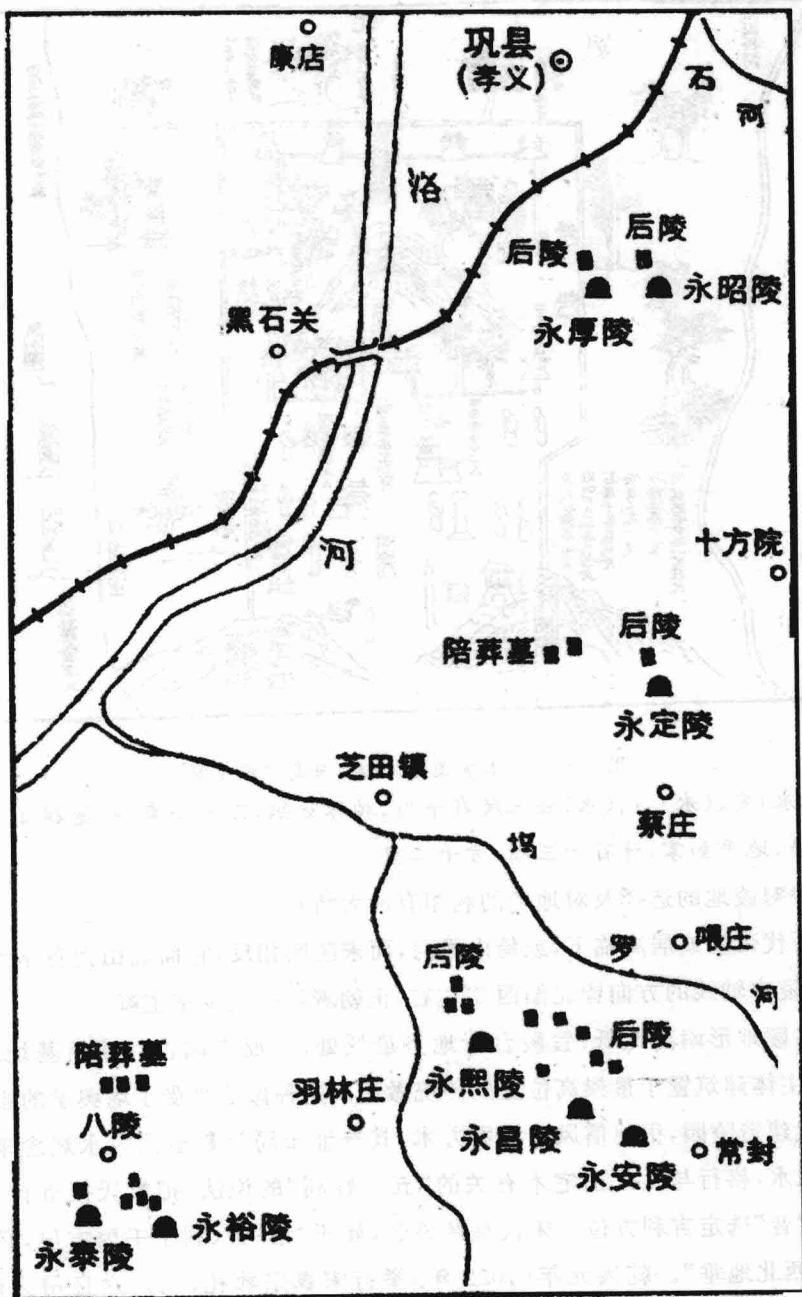 康店
巩县
(孝义)
石
河
洛
后陵
后陵
永昭陵
永厚陵
黑石关
十方院
河
后陵
陪葬墓
永定陵
芝田镇
蔡庄
坞
喂庄
罗
河
后陵
后陵
陪葬墓
永熙陵
羽林庄
八陵
永昌陵
永安陵
常封
永裕陵
永泰陵